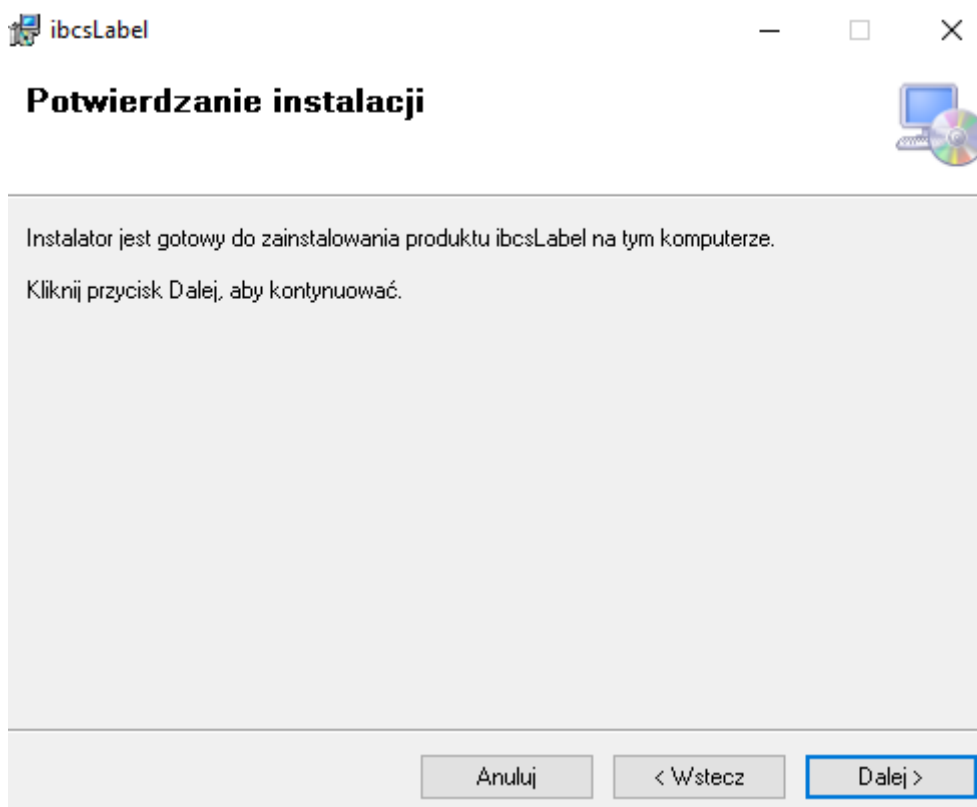 ibcsLabel
Potwierdzanie instalacji
Instalator jest gotowy do zainstalowania produktu ibcsLabel na tym komputerze.
Kliknij przycisk Dalej, aby kontynuować.
Anuluj
< Wstecz
Dalej >